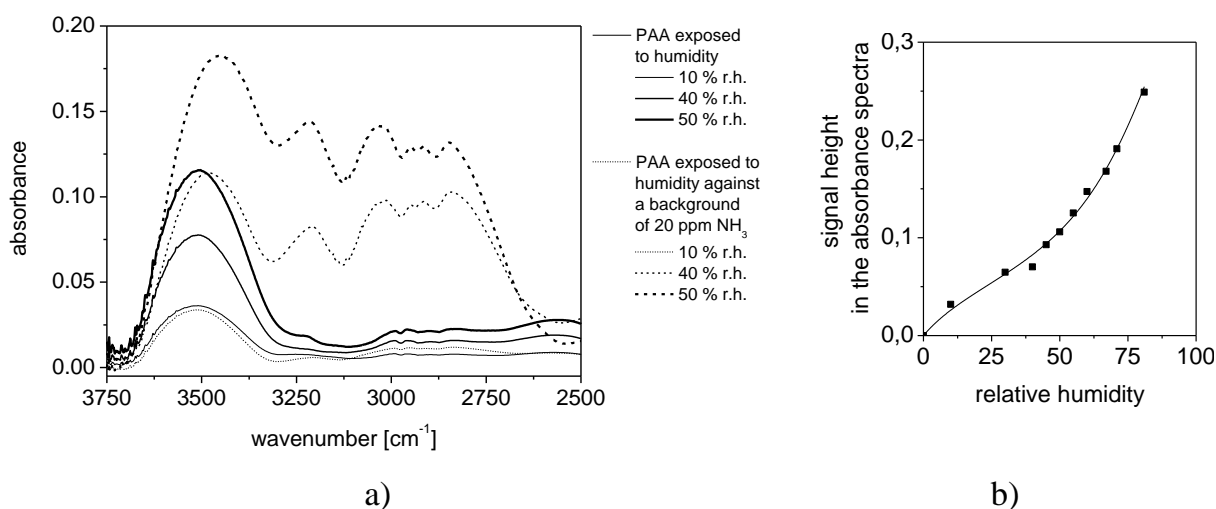 0.20
0.15
0.10
0.05
0.00
absorbance
3750 3500 3250 3000 2750 2500
wavenumber [cm-1]
PAA exposed
to humidity
10 % r.h.
40 % r.h.
50 % r.h.
PAA exposed to
humidity against
a background
of 20 ppm NH3
10 % r.h.
40 % r.h.
50 % r.h.
a)
signal height
in the absorbance spectra
0,3
0,2
0,1
0,0
0 25 50 75 100
relative humidity
b)